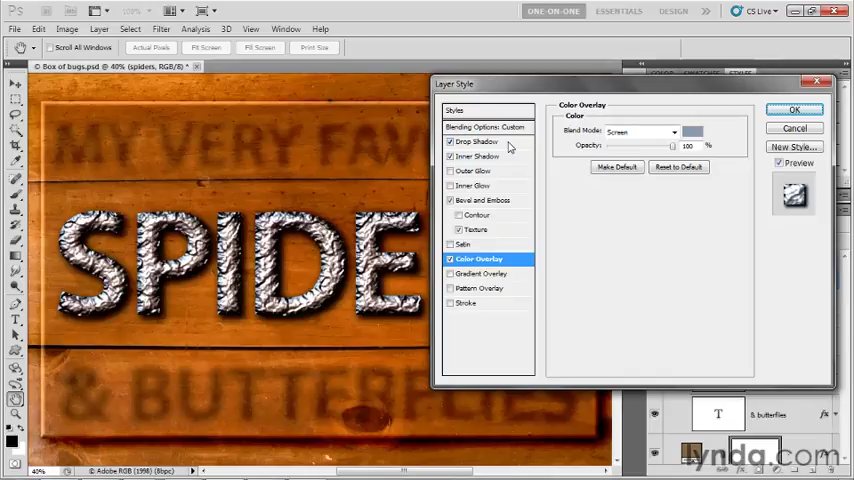 100%
ONE-ON-ONE
ESSENTIALS
DESIGN
CS Live
File Edit Image Layer Select Filter Analysis 3D View Window Help
Scroll All Windows
Actual Pixels
Fit Screen
Fill Screen
Print Size
© Box of bugs.psd @ 40% (spiders, RGB/8) *
MY VERY FAV
SPIDE
& BUTTERFLIES
Layer Style
Styles
Blending Options: Custom
Drop Shadow
Inner Shadow
Outer Glow
Inner Glow
Bevel and Emboss
Contour
Texture
Satin
Color Overlay
Gradient Overlay
Pattern Overlay
Stroke
Color Overlay
Color
Blend Mode: Screen
Opacity: 100 %
Make Default
Reset to Default
OK
Cancel
New Style...
Preview
T & butterflies fx
lynda.com
40%
Adobe RGB (1998) (8bpc)